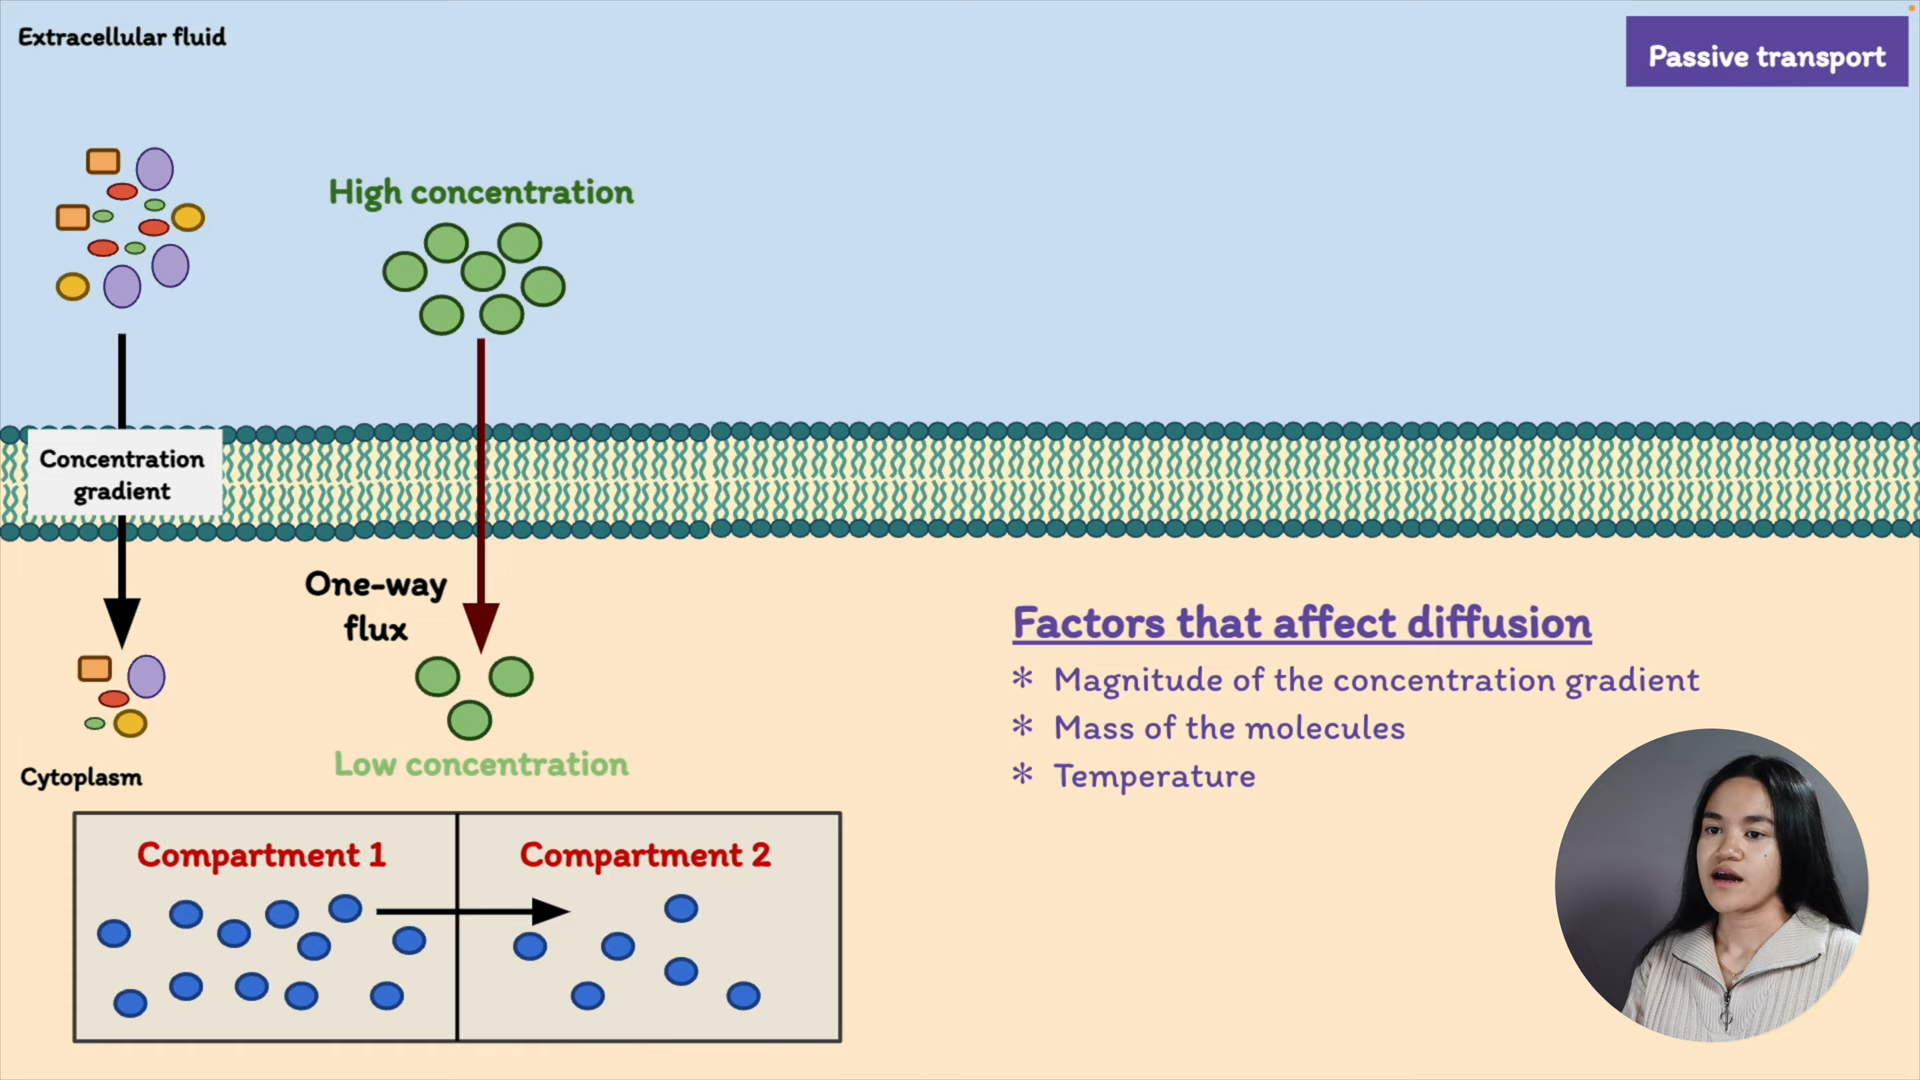 Extracellular fluid
Passive transport
High concentration
Concentration
gradient
One-way
flux
Low concentration
Cytoplasm
Compartment 1
Compartment 2
Factors that affect diffusion
* Magnitude of the concentration gradient
* Mass of the molecules
* Temperature